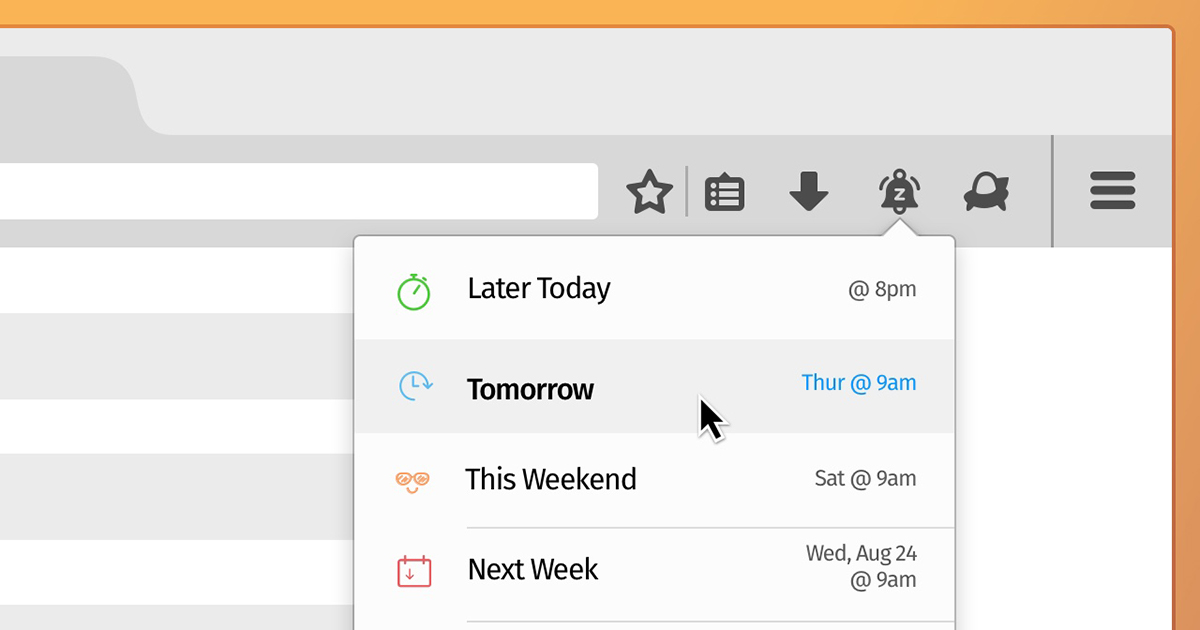 z
Later Today @ 8pm
Tomorrow Thur @ 9am
This Weekend Sat @ 9am
Next Week Wed, Aug 24
@ 9am